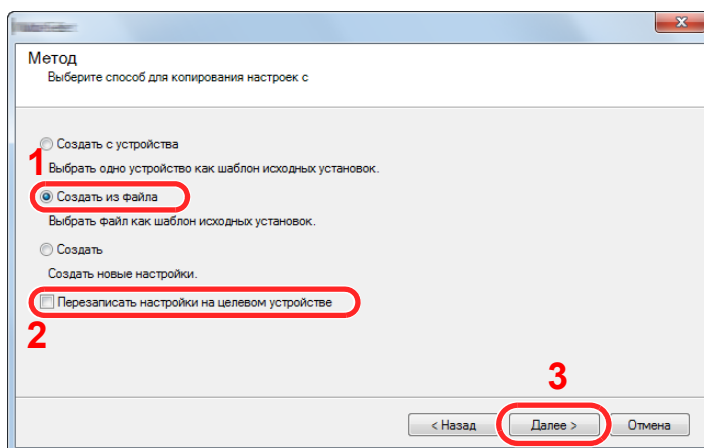 Метод
Выберите способ для копирования настроек с
Создать с устройства
1
Выбрать одно устройство как шаблон исходных установок.
Создать из файла
Выбрать файл как шаблон исходных установок.
Создать
Создать новые настройки.
Перезаписать настройки на целевом устройстве
2
3
< Назад Далее > Отмена